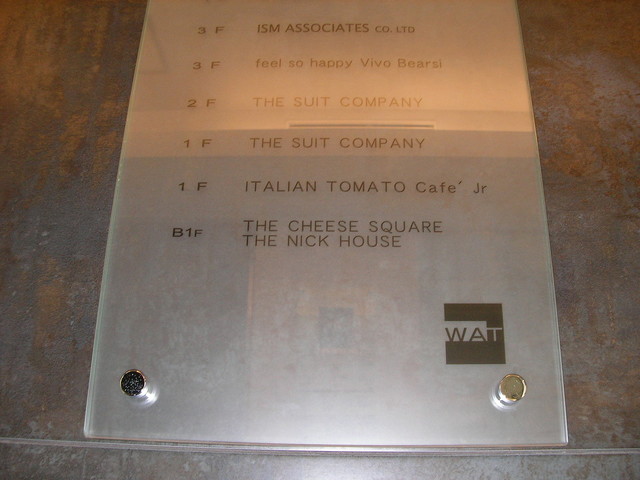 3 F ISM ASSOCIATES CO. LTD
3 F feel so happy Vivo Bearsi
2 F THE SUIT COMPANY
1 F THE SUIT COMPANY
1 F ITALIAN TOMATO Cafe´ Jr
B1F THE CHEESE SQUARE
THE NICK HOUSE
WAT